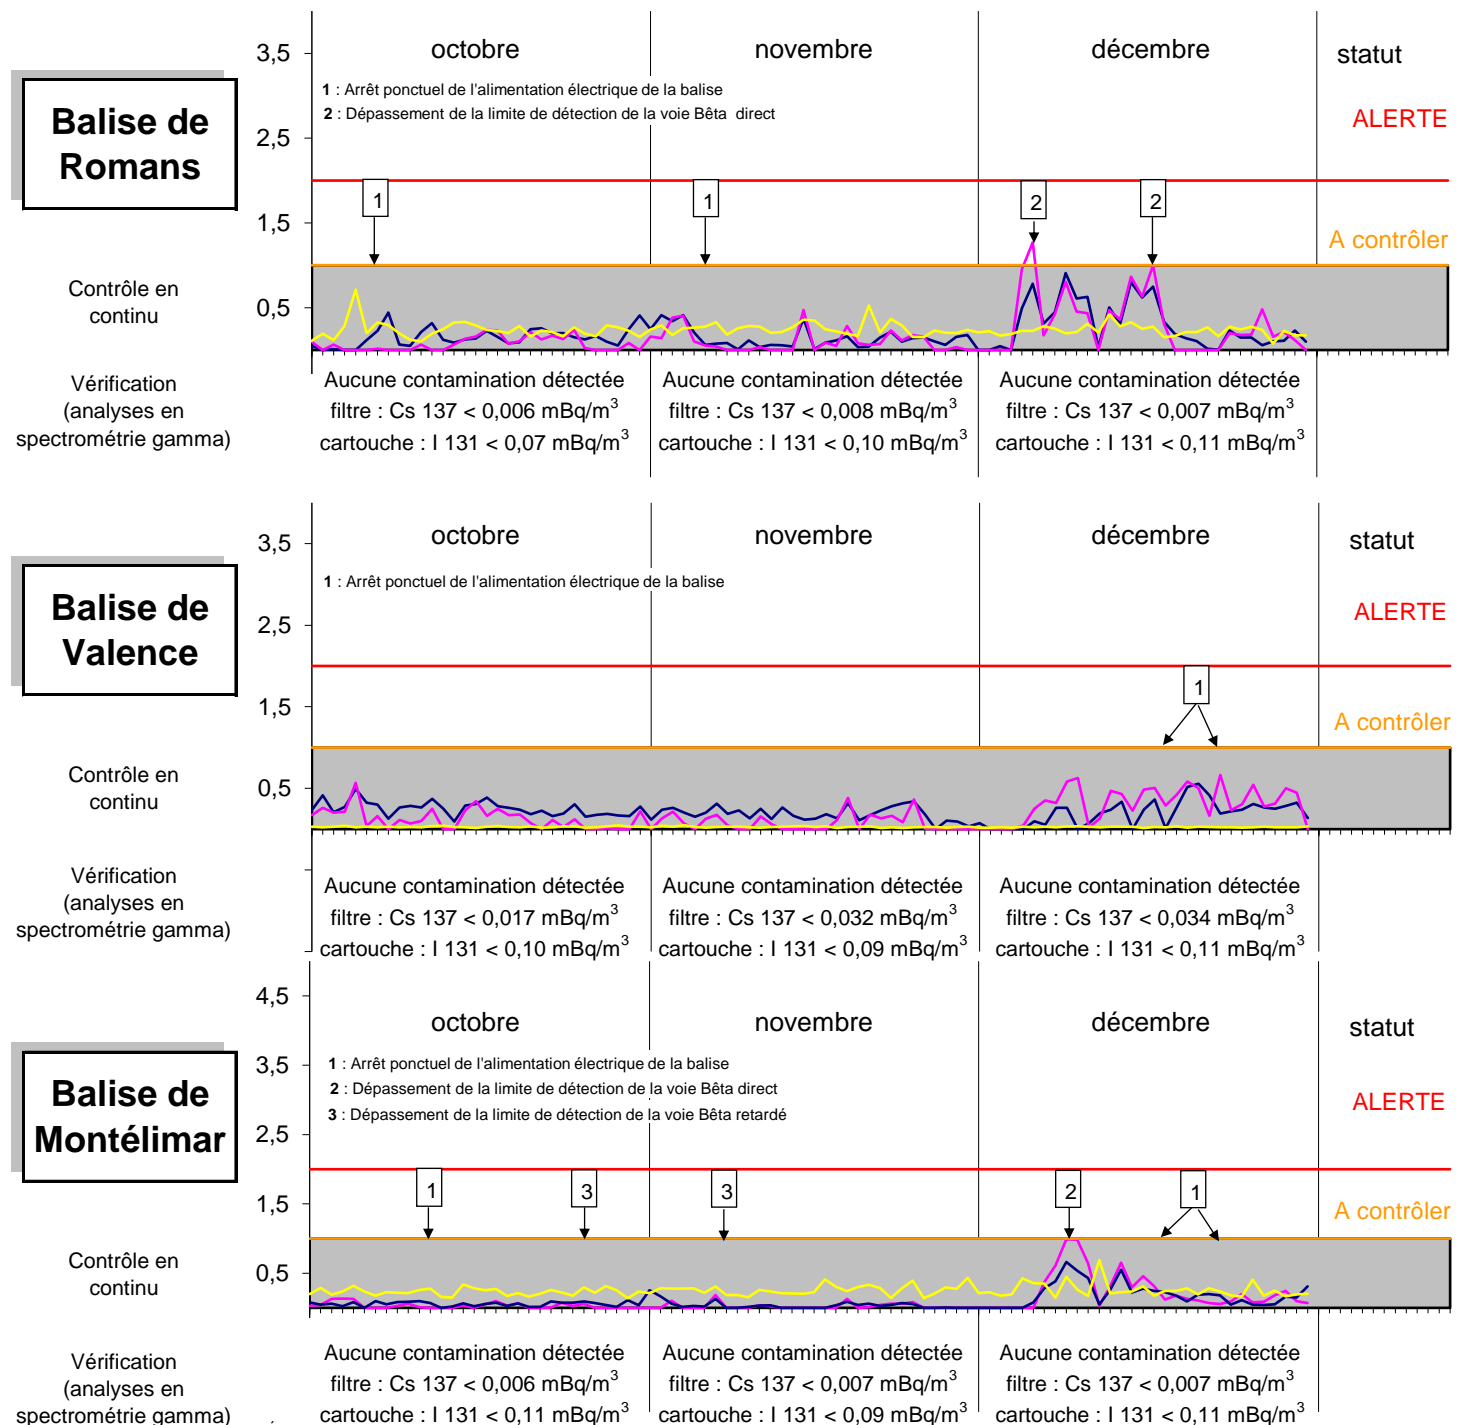 octobre novembre décembre statut
3,5
1 : Arrêt ponctuel de l'alimentation électrique de la balise
2 : Dépassement de la limite de détection de la voie Bêta direct
ALERTE
Balise de
Romans
2,5
1 1 2 2
1,5
A contrôler
Contrôle en
continu
0,5
Vérification
(analyses en
spectrométrie gamma)
Aucune contamination détectée Aucune contamination détectée Aucune contamination détectée
filtre : Cs 137 < 0,006 mBq/m³ filtre : Cs 137 < 0,008 mBq/m³ filtre : Cs 137 < 0,007 mBq/m³
cartouche : I 131 < 0,07 mBq/m³ cartouche : I 131 < 0,10 mBq/m³ cartouche : I 131 < 0,11 mBq/m³
octobre novembre décembre statut
3,5
1 : Arrêt ponctuel de l'alimentation électrique de la balise
ALERTE
Balise de
Valence
2,5
1
1,5
A contrôler
Contrôle en
continu
0,5
Vérification
(analyses en
spectrométrie gamma)
Aucune contamination détectée Aucune contamination détectée Aucune contamination détectée
filtre : Cs 137 < 0,017 mBq/m³ filtre : Cs 137 < 0,032 mBq/m³ filtre : Cs 137 < 0,034 mBq/m³
cartouche : I 131 < 0,10 mBq/m³ cartouche : I 131 < 0,09 mBq/m³ cartouche : I 131 < 0,11 mBq/m³
4,5
octobre novembre décembre statut
3,5
1 : Arrêt ponctuel de l'alimentation électrique de la balise
2 : Dépassement de la limite de détection de la voie Bêta direct
3 : Dépassement de la limite de détection de la voie Bêta retardé
ALERTE
Balise de
Montélimar
2,5
1 3 3 2 1
1,5
A contrôler
Contrôle en
continu
0,5
Vérification
(analyses en
spectrométrie gamma)
Aucune contamination détectée Aucune contamination détectée Aucune contamination détectée
filtre : Cs 137 < 0,006 mBq/m³ filtre : Cs 137 < 0,007 mBq/m³ filtre : Cs 137 < 0,007 mBq/m³
cartouche : I 131 < 0,11 mBq/m³ cartouche : I 131 < 0,09 mBq/m³ cartouche : I 131 < 0,11 mBq/m³